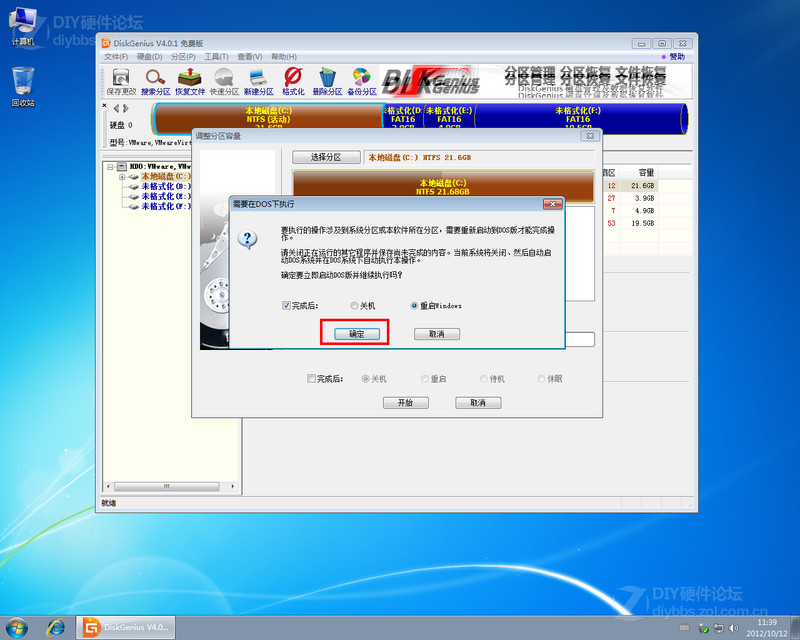 DIY硬件论坛
diybbs
计算机
回收站
DiskGenius V4.0.1 免费版
文件(F) 硬盘(D) 分区(P) 工具(T) 查看(V) 帮助(H)
赞助
保存更改 搜索分区 恢复文件 快速分区 新建分区 格式化 删除分区 备份分区
DISK Genius
分区管理 分区恢复 文件恢复
硬盘 0
本地磁盘(C:)
NTFS (活动)
21.6GB
格式化(D:
FAT16
3.9GB
未格式化(E:)
FAT16
4.9GB
未格式化(F:)
FAT16
19.5GB
型号:VMware,VMwareVirt
HD0:VMware,VMw
本地磁盘(C:)
未格式化(D:)
未格式化(E:)
未格式化(F:)
调整分区容量
选择分区
本地磁盘(C:) NTFS 21.6GB
本地磁盘(C:)
NTFS 21.68GB
容量
12 21.6GB
27 3.9GB
7 4.9GB
53 19.5GB
需要在DOS下执行
要执行的操作涉及到系统分区或本软件所在分区，需要重新启动到DOS版才能完成操
作。
请关闭正在运行的其它程序并保存尚未完成的内容。当前系统将关闭、然后自动启
动DOS系统并在DOS系统下自动执行本操作。
确定要立即启动DOS版并继续执行吗？
完成后: 关机 重启Windows
确定 取消
完成后: 关机 重启 待机 休眠
开始 取消
就绪
DIY硬件论坛
diybbs.zol.com.cn
DiskGenius V4.0...
11:39
2012/10/12